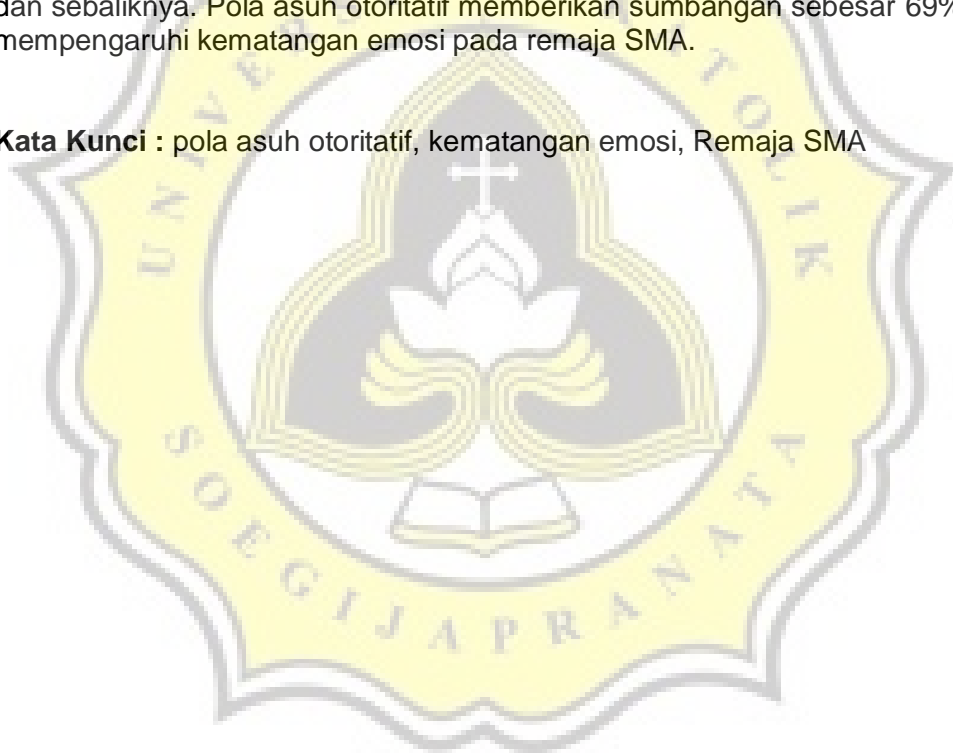 dan sebaliknya. Pola asuh otoritatif memberikan sumbangan sebesar 69%
mempengaruhi kematangan emosi pada remaja SMA.
Kata Kunci : pola asuh otoritatif, kematangan emosi, Remaja SMA
SOEGIJAPRANATA